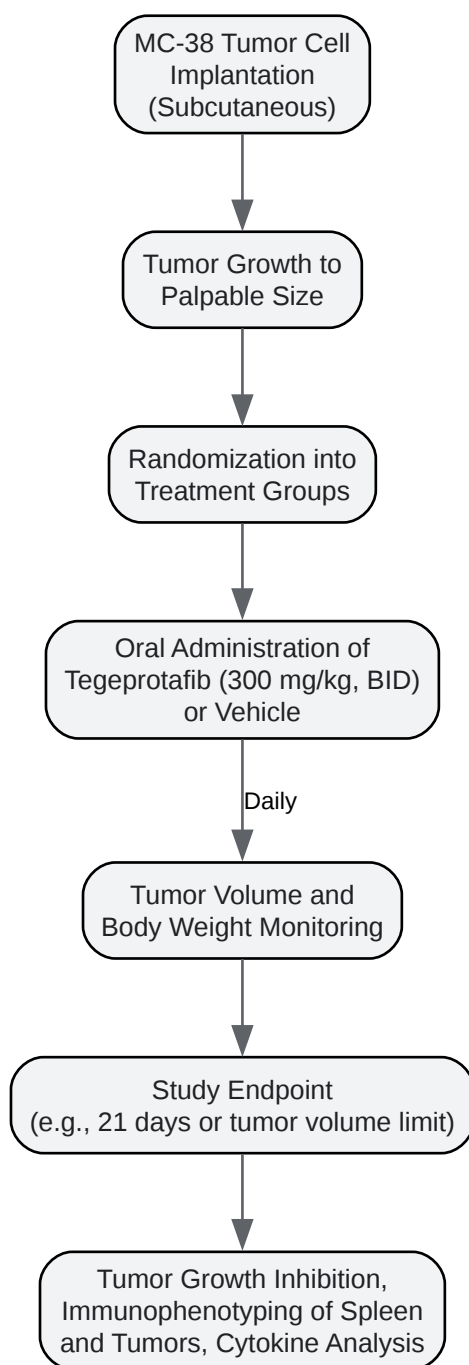 MC-38 Tumor Cell
Implantation
(Subcutaneous)
Tumor Growth to
Palpable Size
Randomization into
Treatment Groups
Oral Administration of
Tegeprotafib (300 mg/kg, BID)
or Vehicle
Daily
Tumor Volume and
Body Weight Monitoring
Study Endpoint
(e.g., 21 days or tumor volume limit)
Tumor Growth Inhibition,
Immunophenotyping of Spleen
and Tumors, Cytokine Analysis